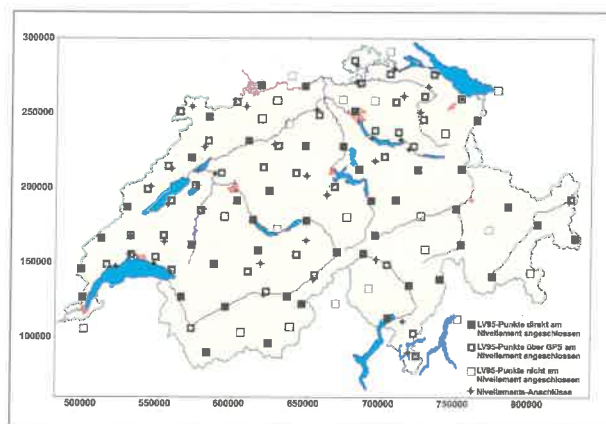 300000
250000
200000
150000
100000
500000 550000 600000 650000 700000 750000 800000
LV95-Punkte direkt am
Nivellement angeschlossen
LV95-Punkte über GPS am
Nivellement angeschlossen
LV95-Punkte nicht am
Nivellement angeschlossen
Nivellements-Anschlüsse